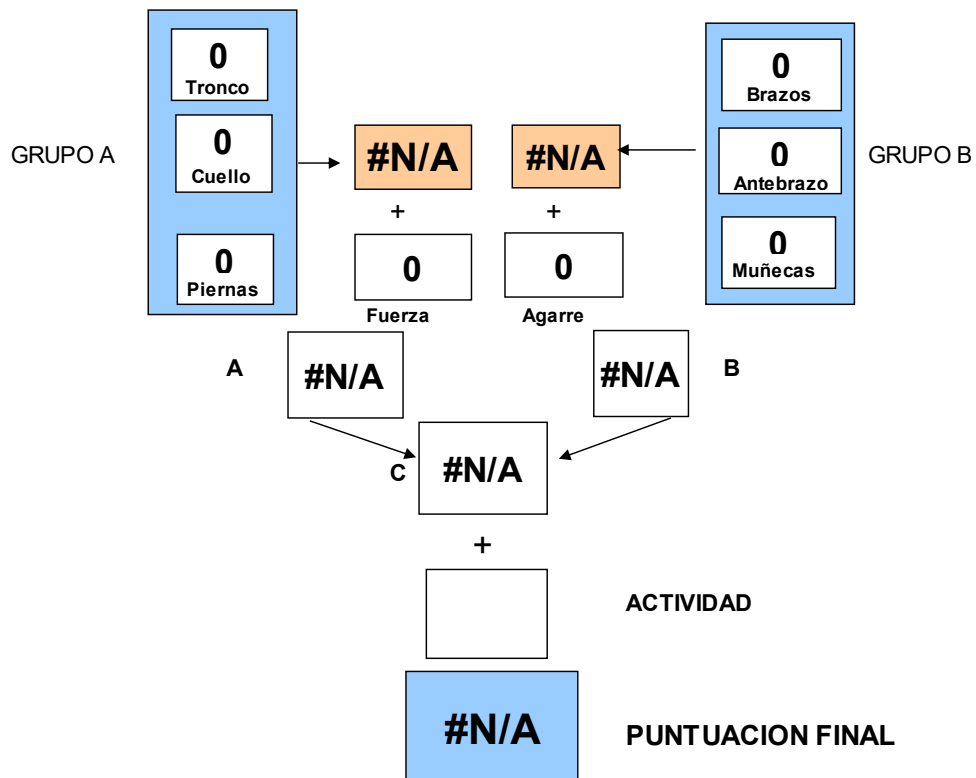 0
Tronco
0
Brazos
GRUPO A
0
Cuello
#N/A
#N/A
0
Antebrazo
GRUPO B
+
+
0
Piernas
0
Fuerza
0
Agarre
0
Muñecas
A
#N/A
#N/A
B
C
#N/A
+
ACTIVIDAD
#N/A
PUNTUACION FINAL